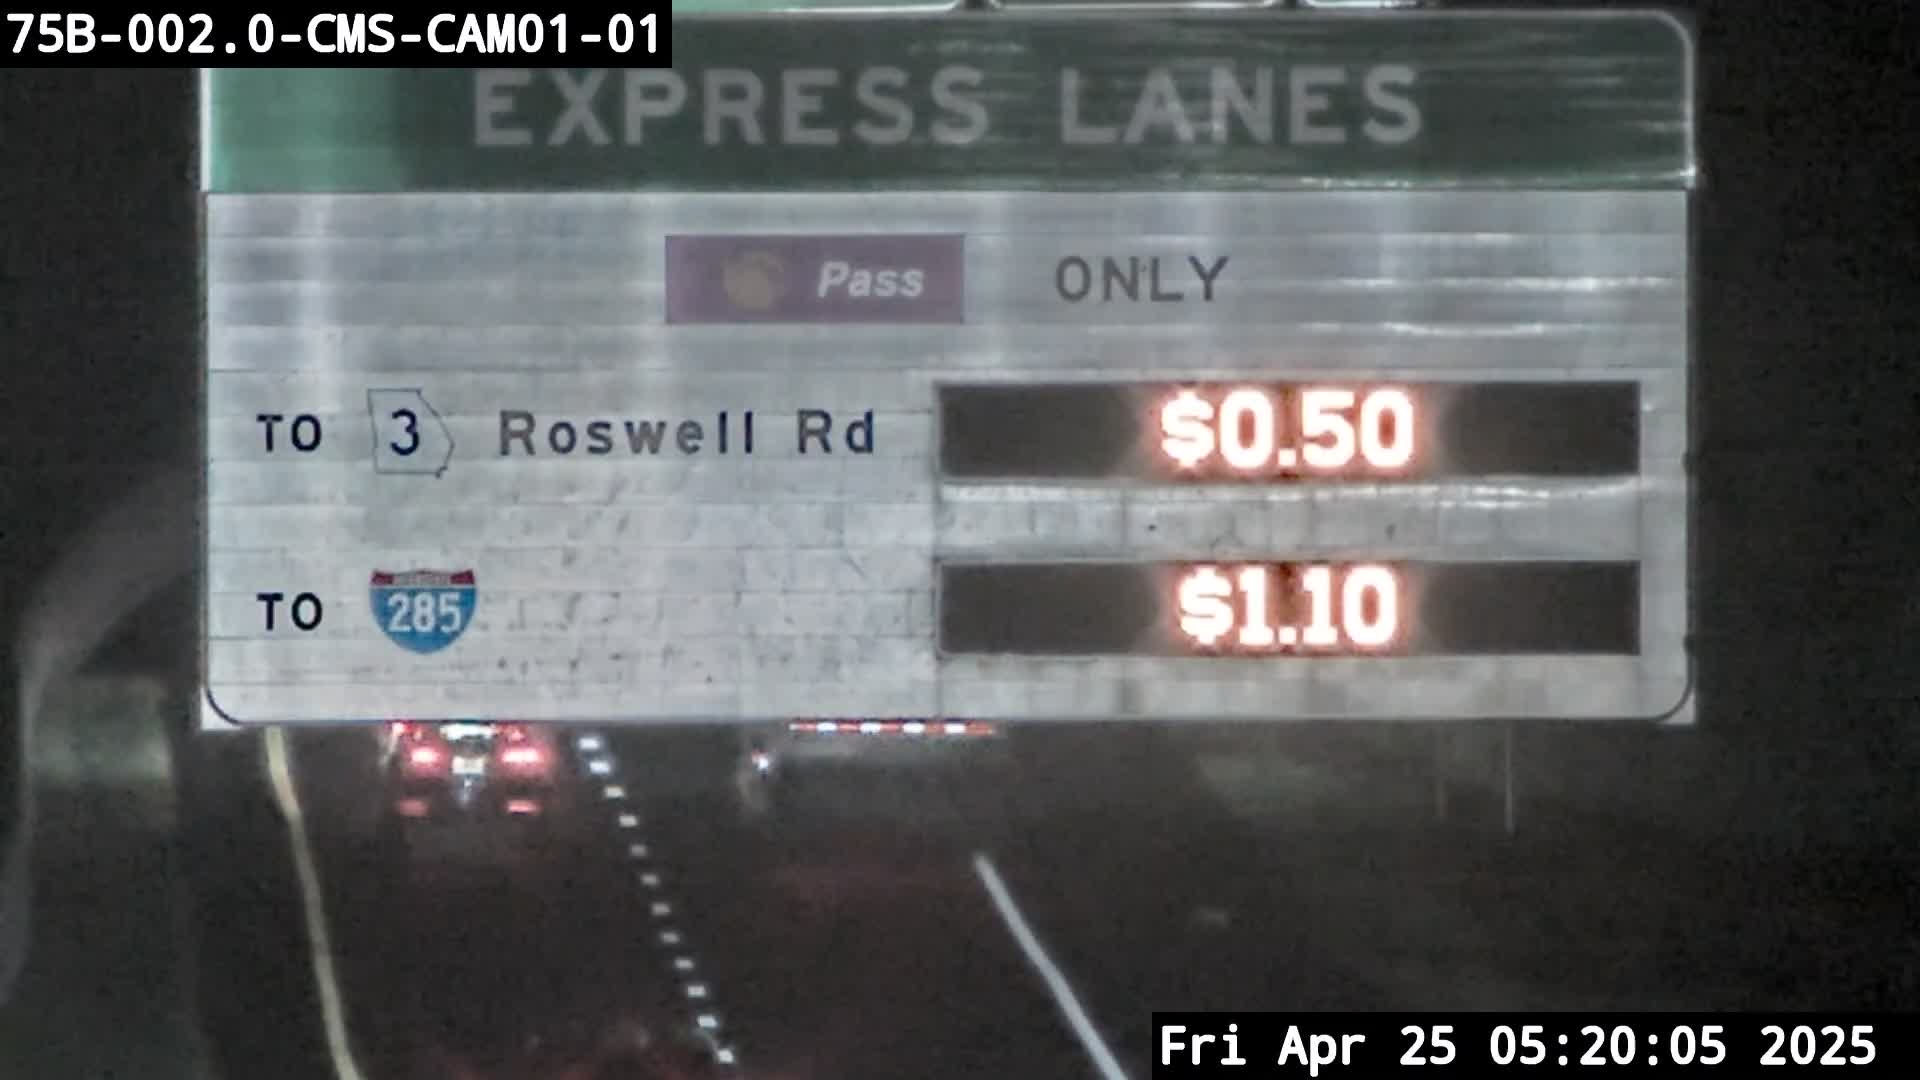 75B-002.0-CMS-CAM01-01
EXPRESS LANES
Pass ONLY
TO 3 Roswell Rd $0.50
TO 285 $1.10
Fri Apr 25 05:20:05 2025